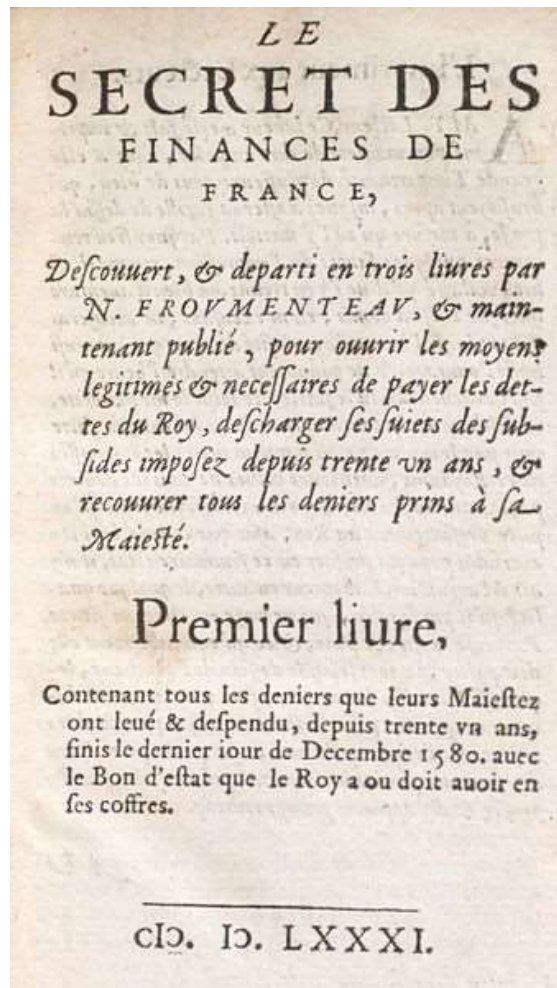 LE
SECRET DES
FINANCES DE
FRANCE,
Deſcouuert, & departi en trois liures par
N. FROVMENTEAV, & main-
tenant publié, pour ouurir les moyens
legitimes & neceſſaires de payer les det-
tes du Roy, deſcharger ſes ſuiets des ſub-
ſides impoſez depuis trente vn ans, &
recouurer tous les deniers prins à ſa
Maieſté.
Premier liure,
Contenant tous les deniers que leurs Maieſtez
ont leué & deſpendu, depuis trente vn ans,
finis le dernier iour de Decembre 1580. auec
le Bon d'eſtat que le Roy a ou doit auoir en
ſes coffres.
cIↃ. IↃ. LXXXI.